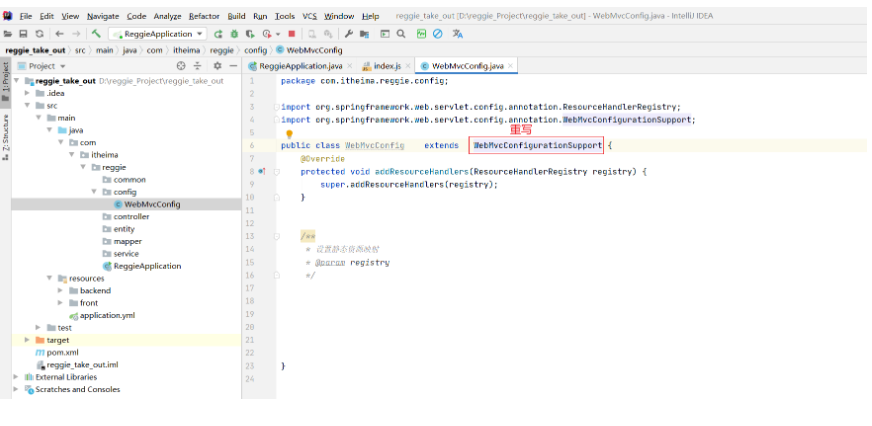 File Edit View Navigate Code Analyze Refactor Build Run Tools VCS Window Help reggie_take_out [D:\reggie_Project\reggie_take_out] - WebMvcConfig.java - IntelliJ IDEA
ReggieApplication
reggie_take_out src main java com itheima reggie config WebMvcConfig
Project
ReggieApplication.java index.js WebMvcConfig.java
1: Project
Z: Structure
reggie_take_out D:\reggie_Project\reggie_take_out
.idea
src
main
java
com
itheima
reggie
common
config
WebMvcConfig
controller
entity
mapper
service
ReggieApplication
resources
backend
front
application.yml
test
target
pom.xml
reggie_take_out.iml
External Libraries
Scratches and Consoles
1 package com.itheima.reggie.config;
2
3 import org.springframework.web.servlet.config.annotation.ResourceHandlerRegistry;
4 import org.springframework.web.servlet.config.annotation.WebMvcConfigurationSupport;
5
重写
6 public class WebMvcConfig extends WebMvcConfigurationSupport {
7 @Override
8 protected void addResourceHandlers(ResourceHandlerRegistry registry) {
9 super.addResourceHandlers(registry);
10 }
11
12
13 /**
14 * 设置静态资源映射
15 * @param registry
16 */
17
18
19
20
21
22
23 }
24